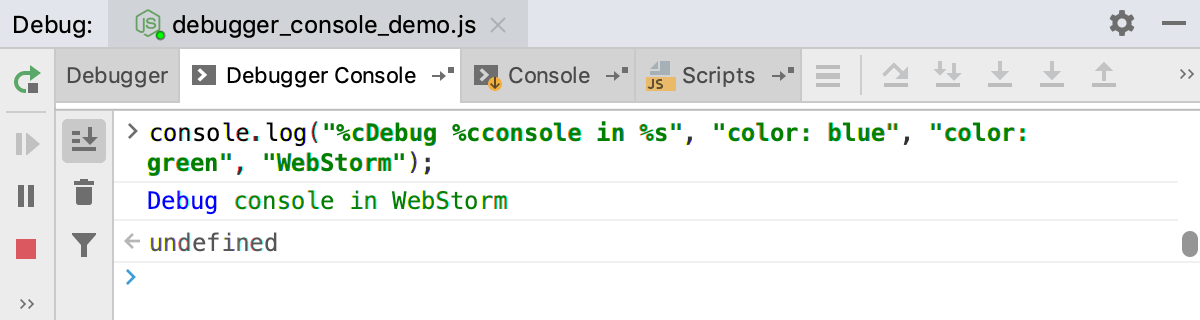 Debug: debugger_console_demo.js
Debugger Debugger Console Console JS Scripts
> console.log("%cDebug %cconsole in %s", "color: blue", "color:
green", "WebStorm");
Debug console in WebStorm
undefined
>